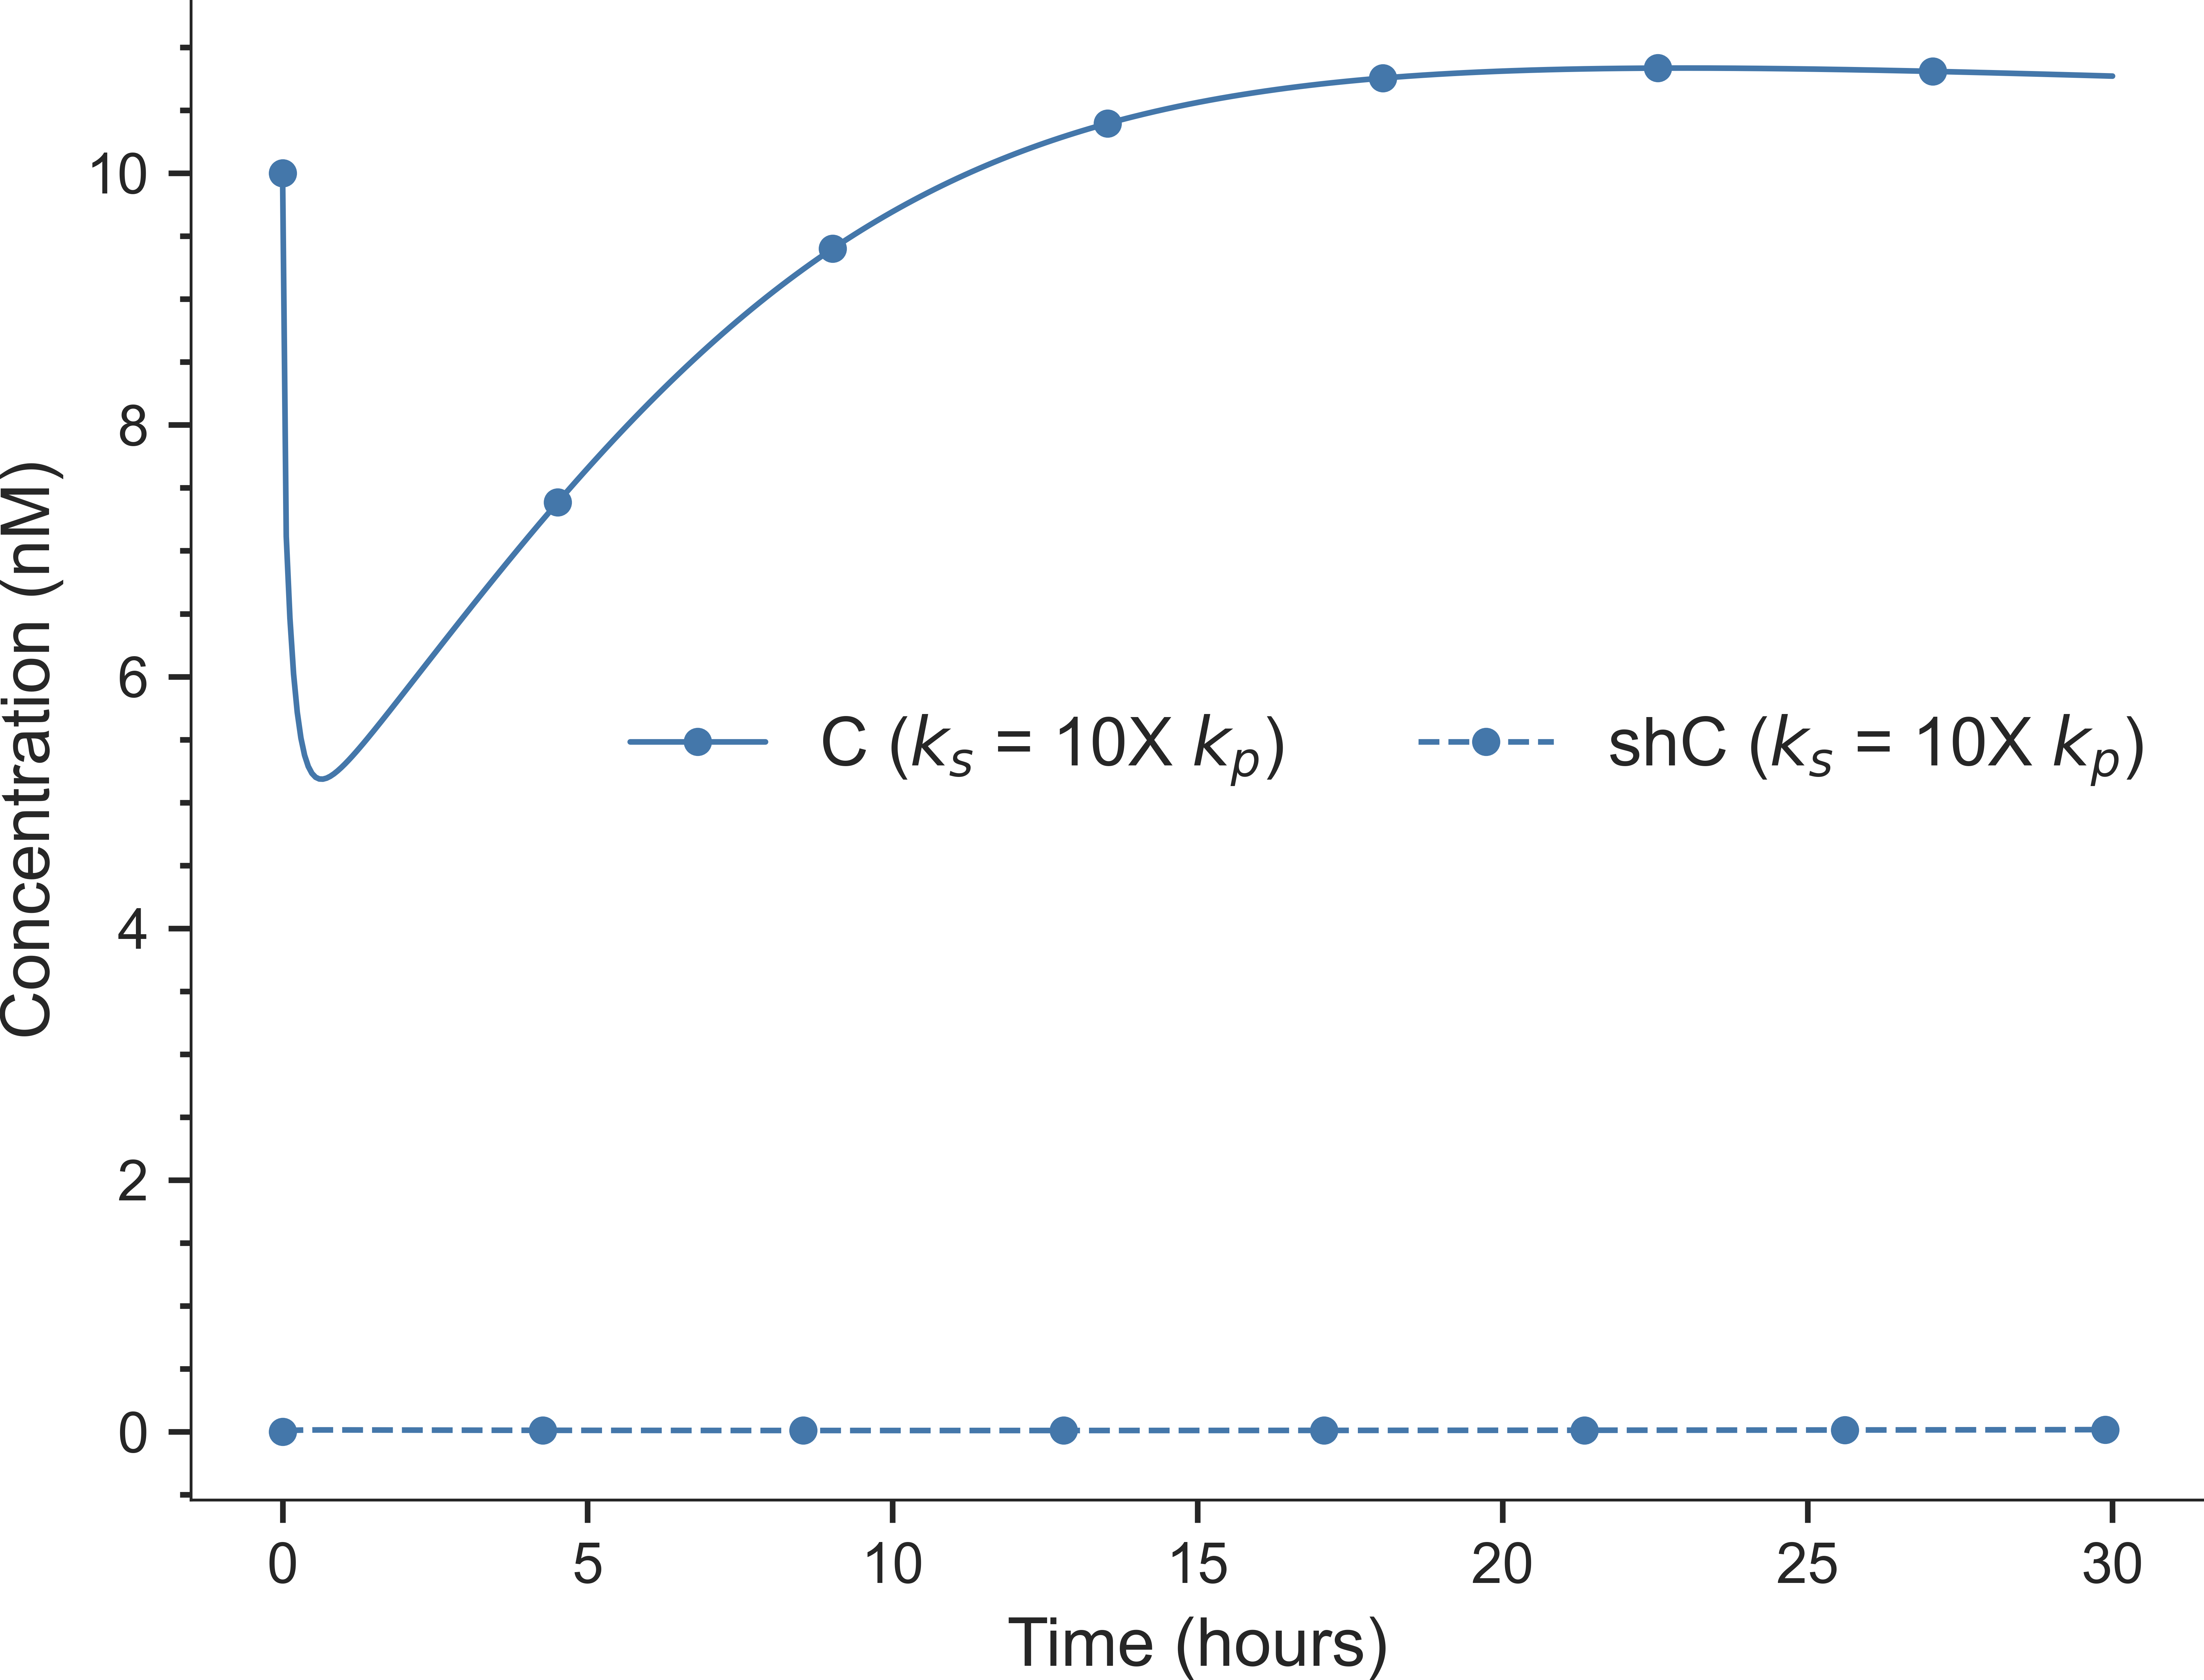 Concentration (nM)
10
8
6
4
2
0
C (kₛ = 10X kₚ)
shC (kₛ = 10X kₚ)
0 5 10 15 20 25 30
Time (hours)